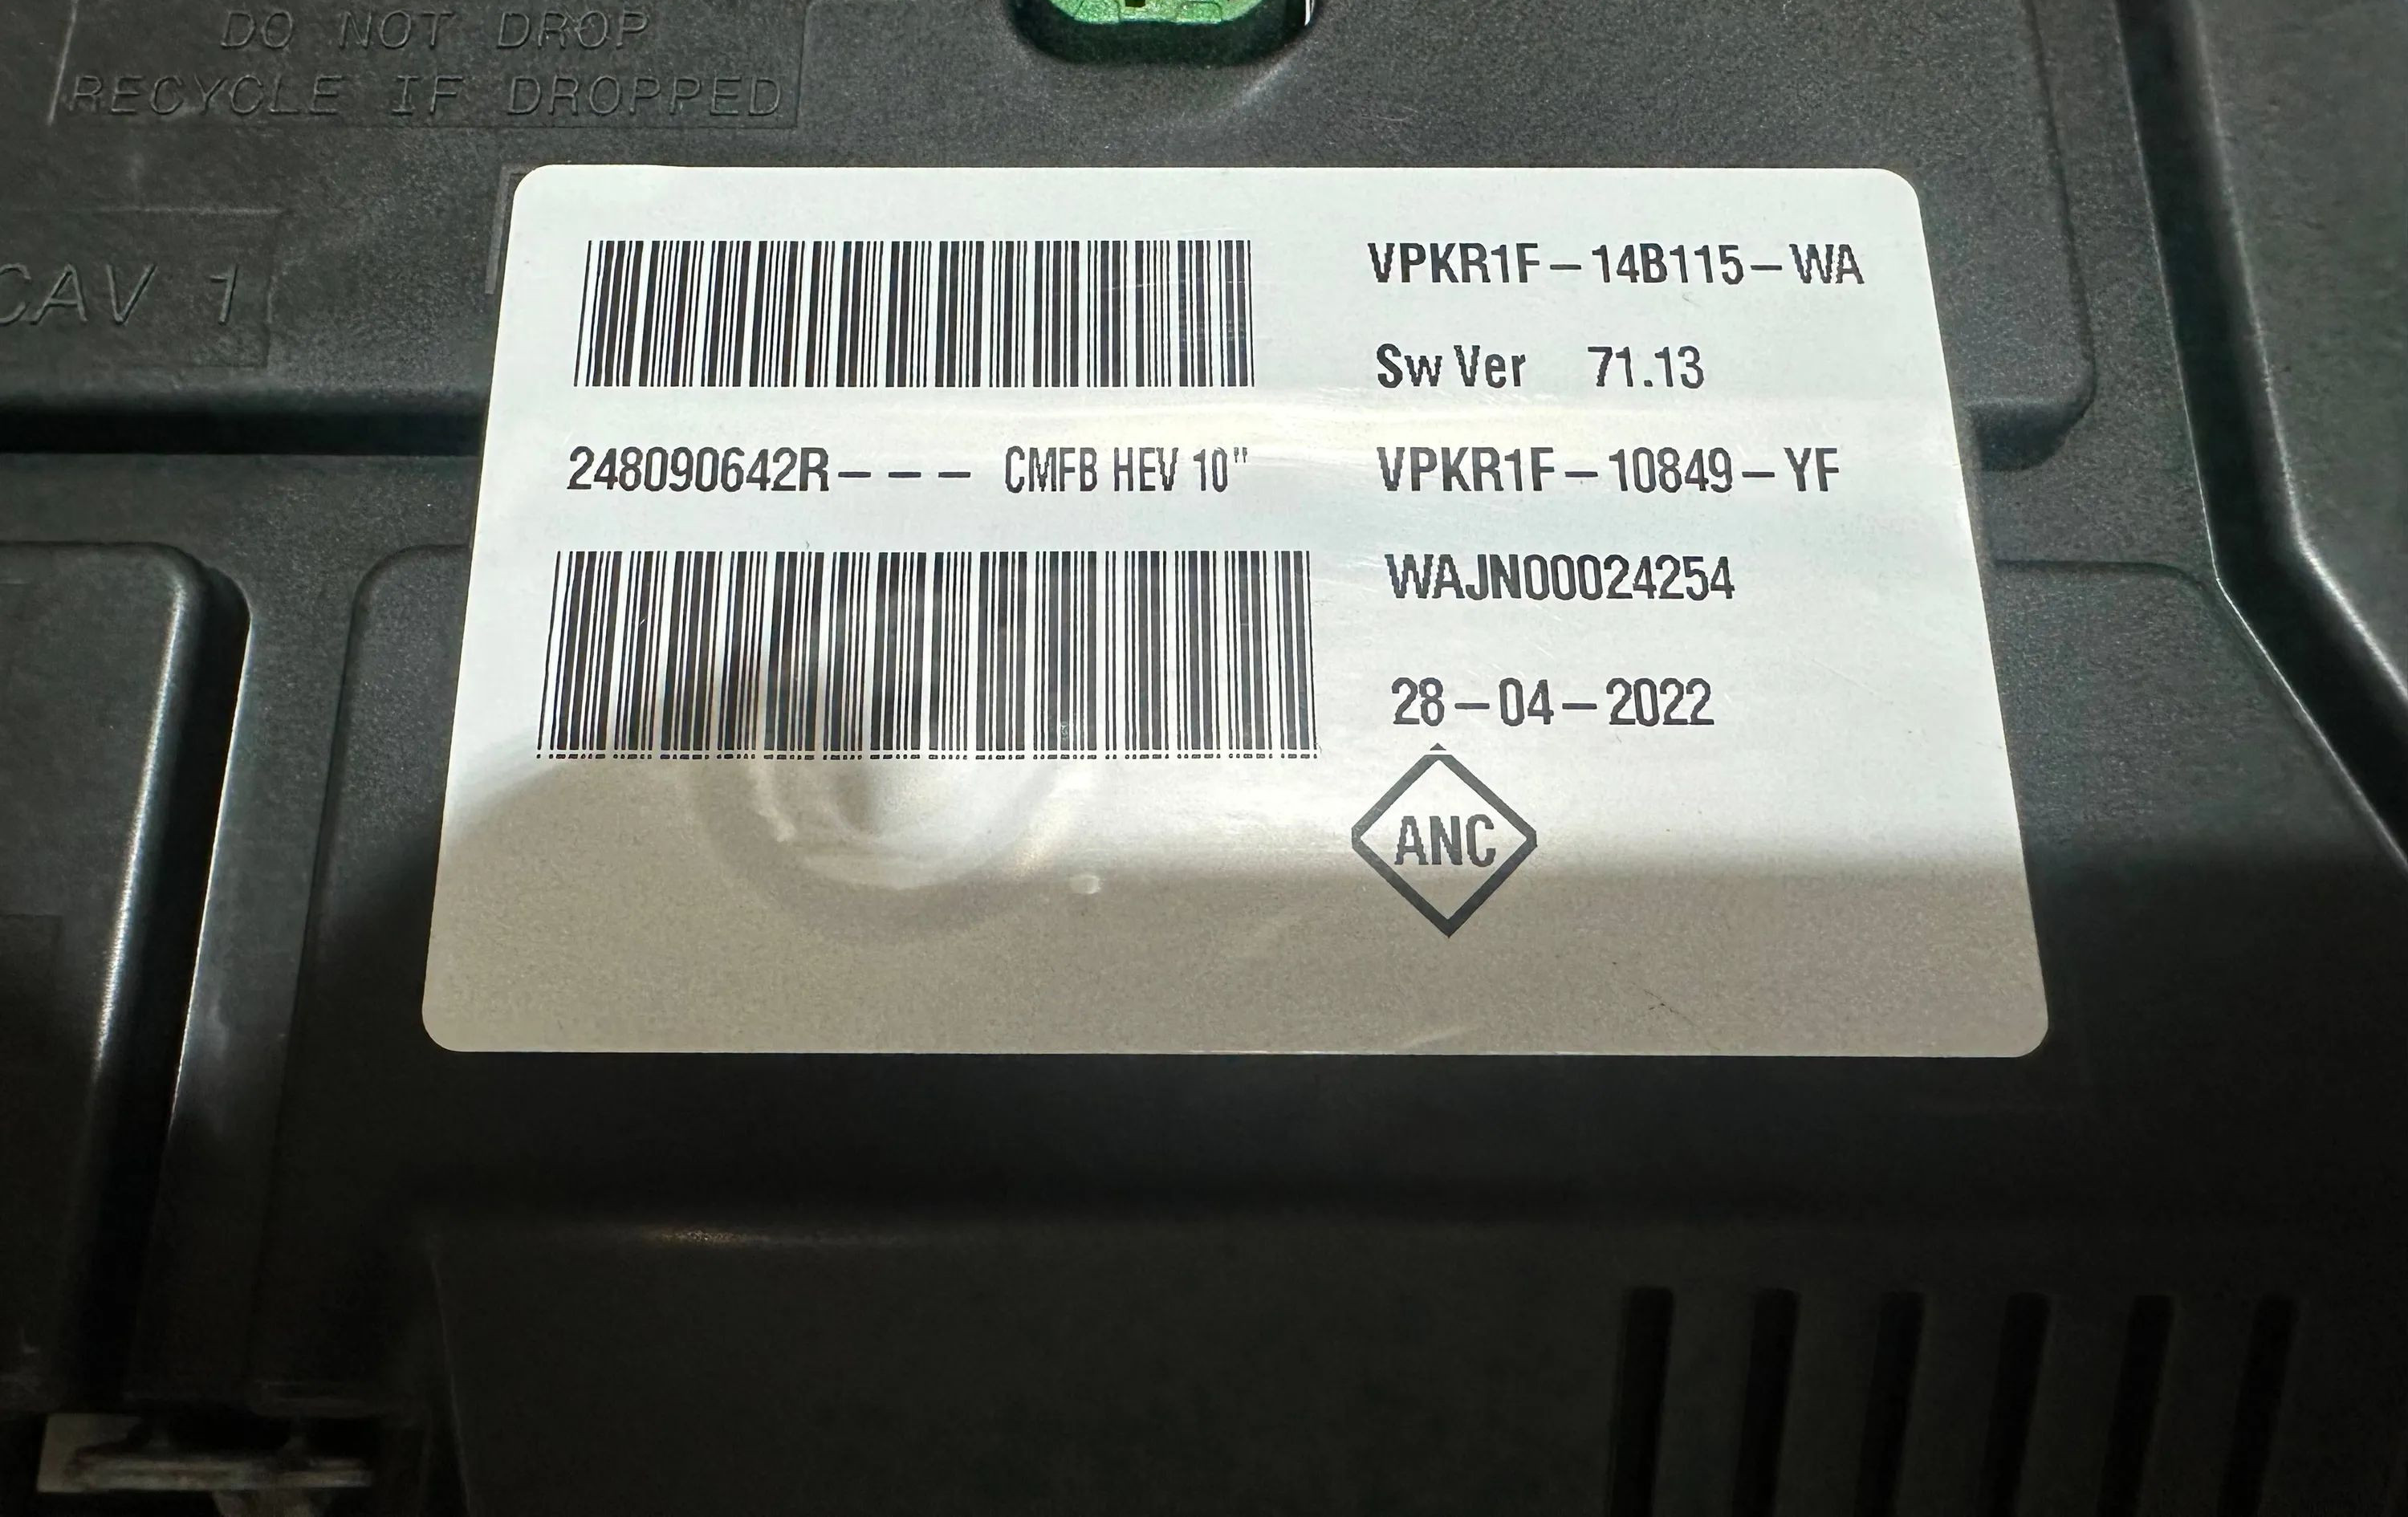 DO NOT DROP
RECYCLE IF DROPPED
CAV 1
VPKR1F-14B115-WA
Sw Ver 71.13
248090642R--- CMFB HEV 10"
VPKR1F-10849-YF
WAJN00024254
28-04-2022
ANC